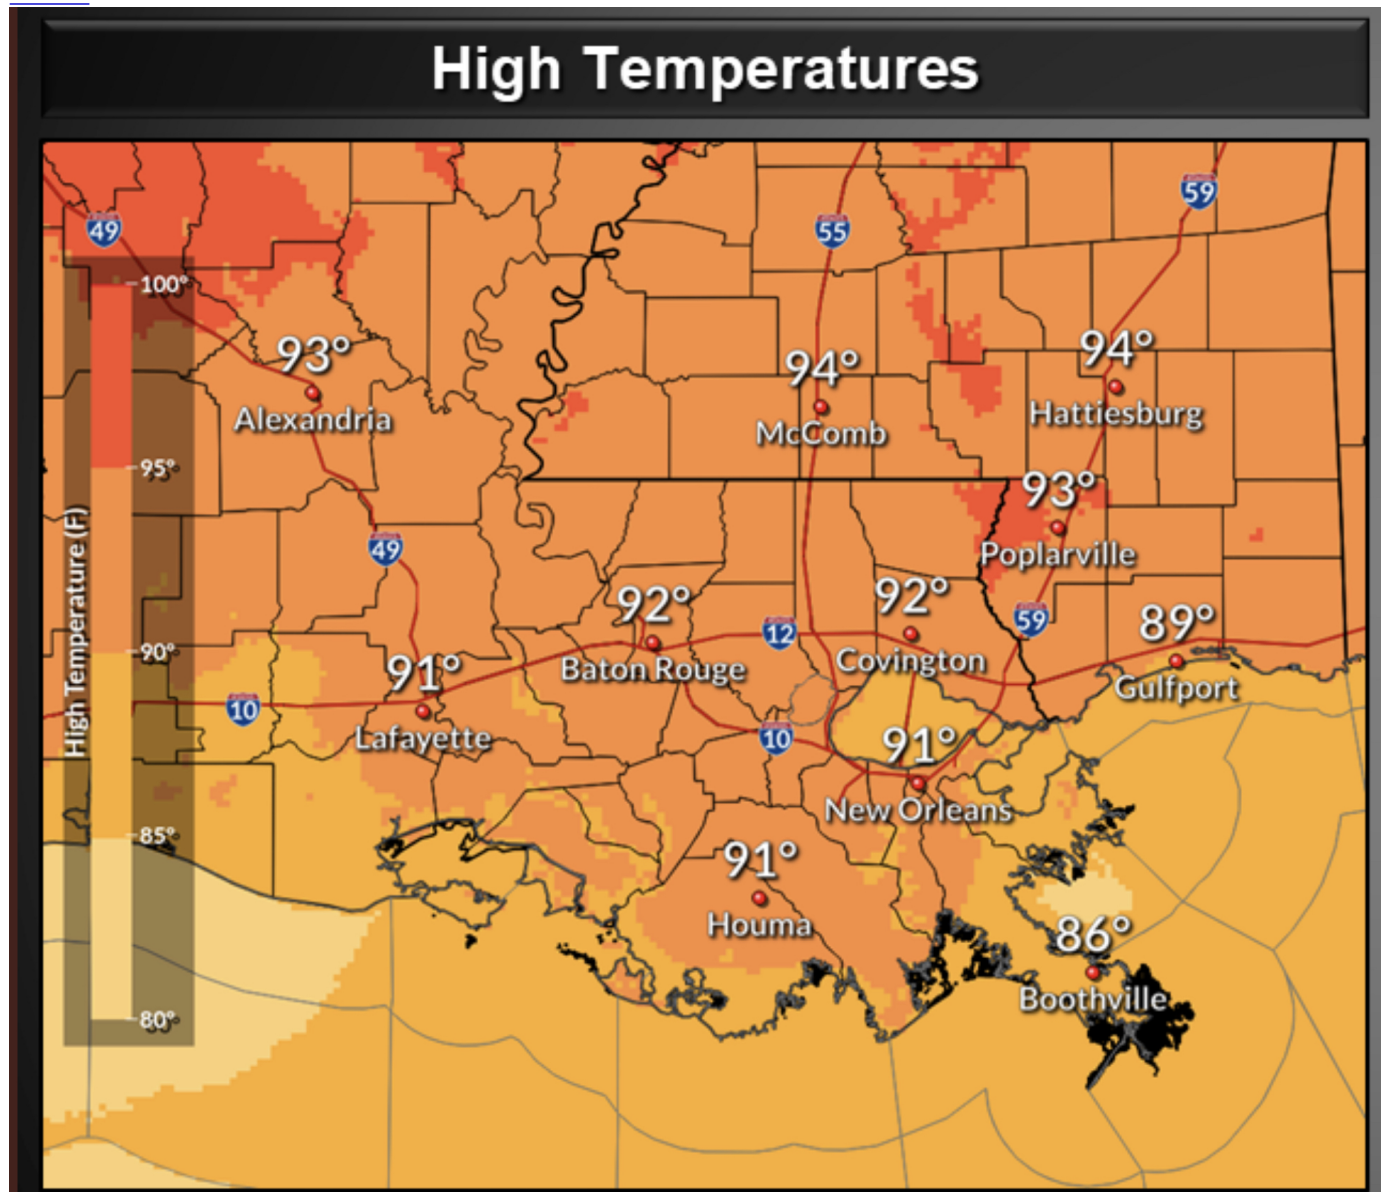 High Temperatures
59
49
55
100°
93°
Alexandria
94°
McComb
94°
Hattiesburg
95°
93°
Poplarville
High Temperature (F)
49
92°
Baton Rouge
12
92°
Covington
59
89°
Gulfport
90°
91°
Lafayette
10
10
91°
New Orleans
85°
91°
Houma
86°
Boothville
80°